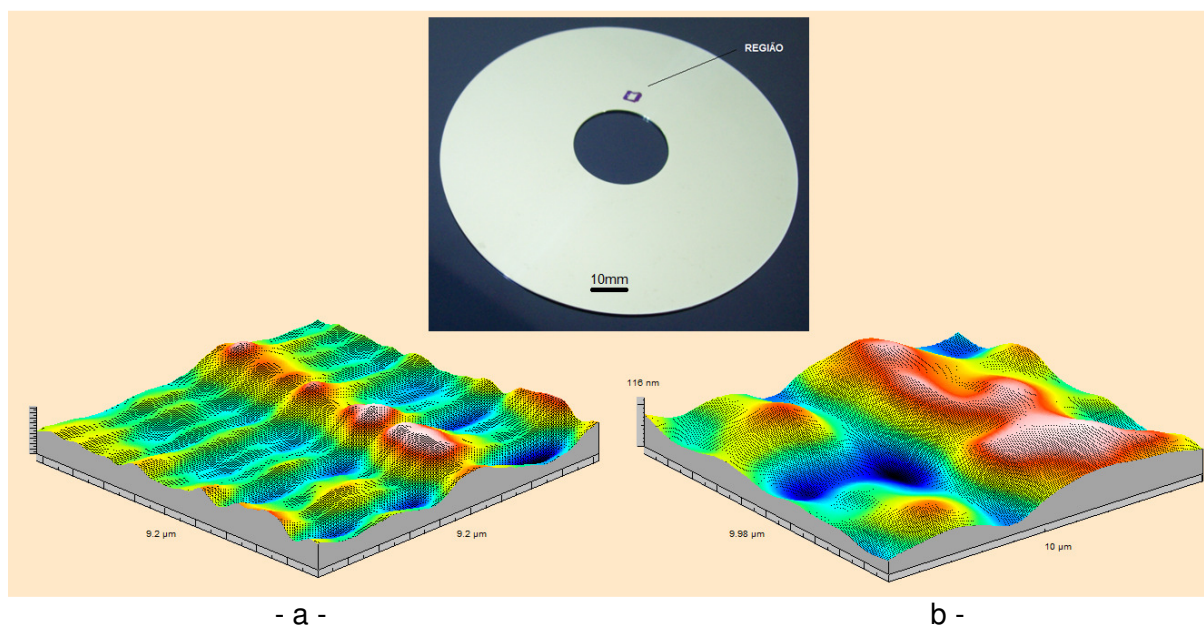 REGIÃO
10mm
116 nm
9.2 µm
9.2 µm
9.98 µm
10 µm
- a -
b -